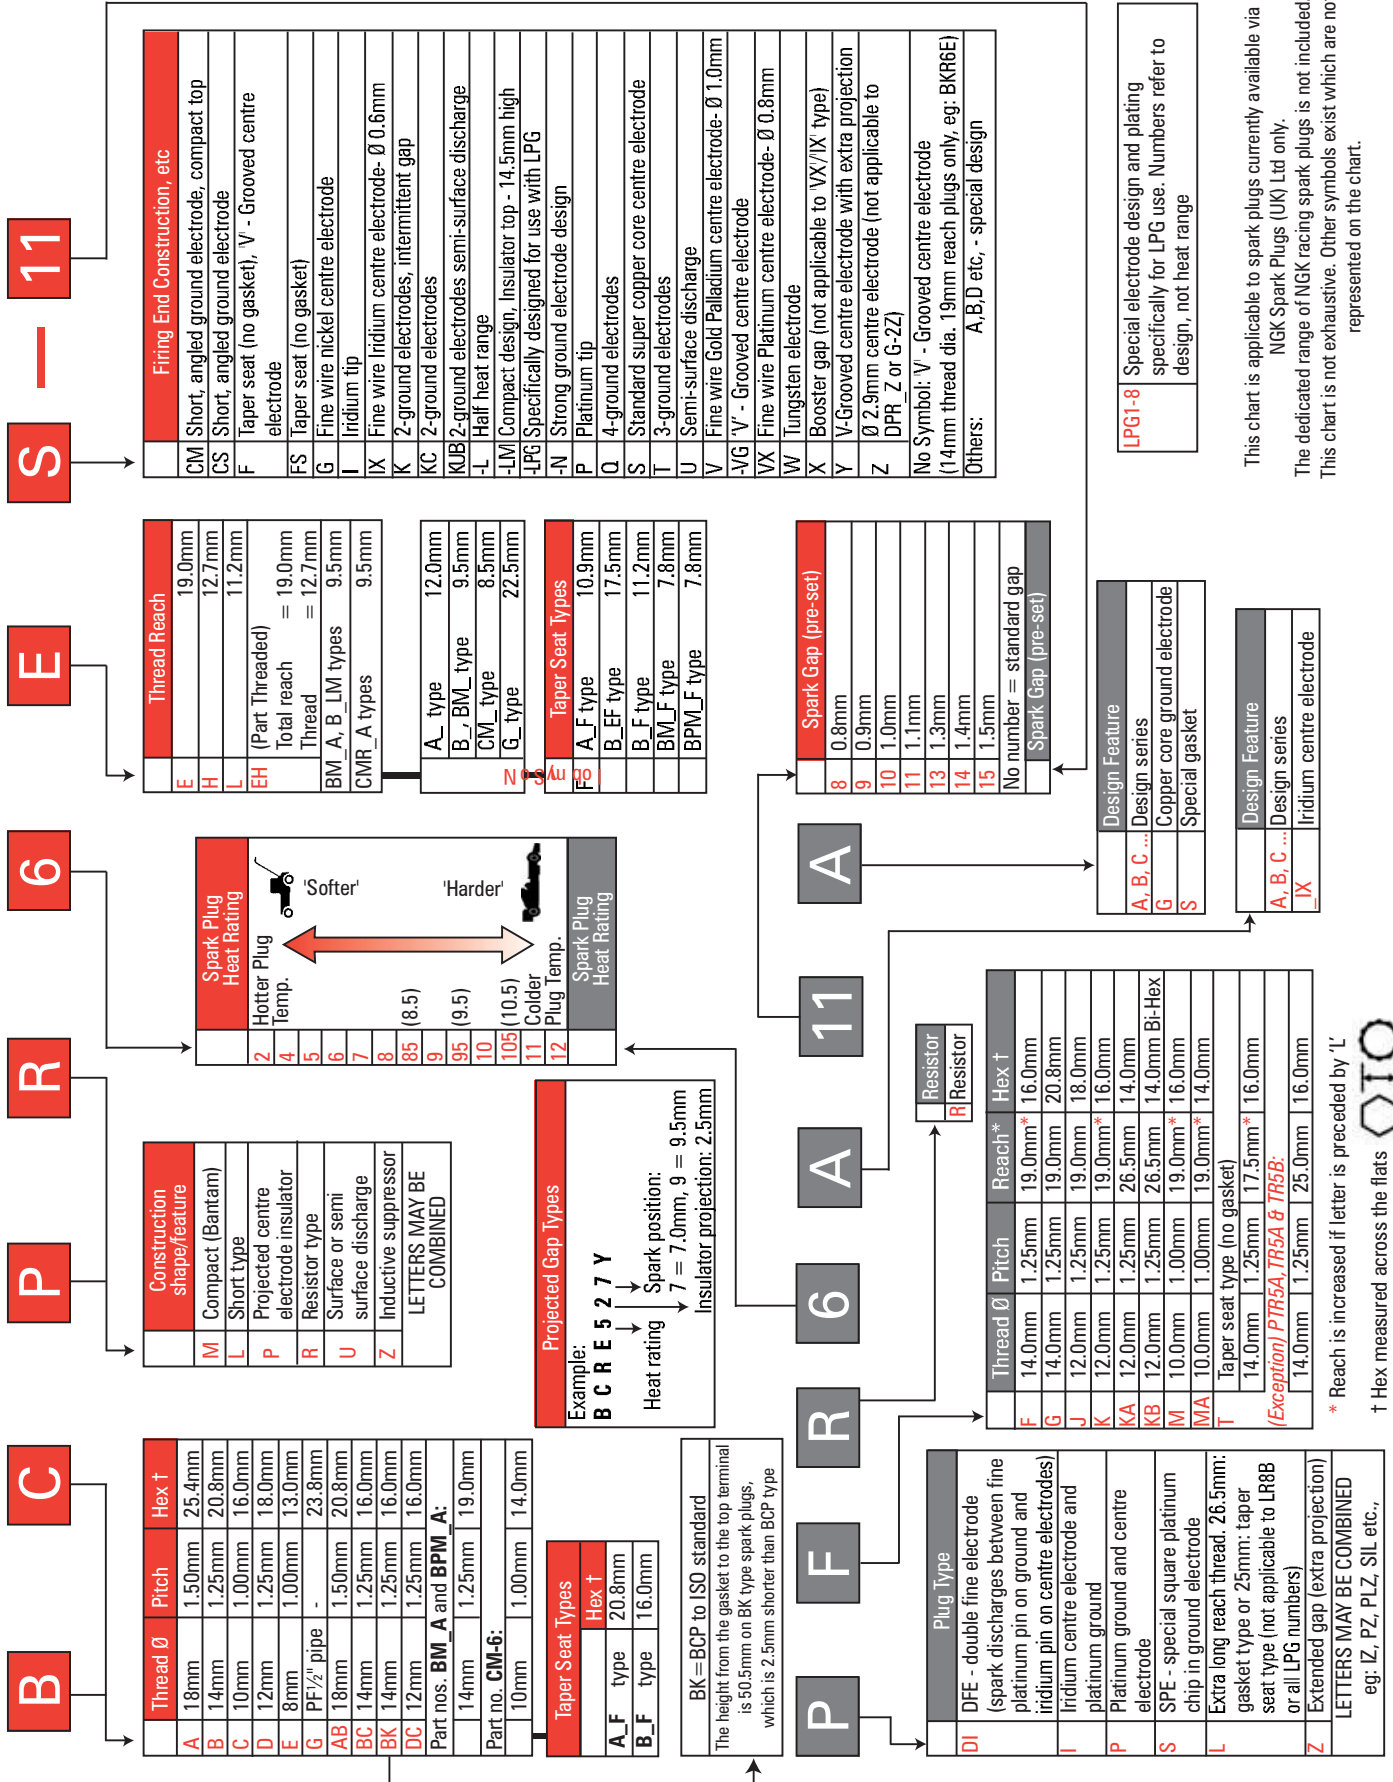 B C P R 6 E S – 11
Thread Ø Pitch Hex †
A 18mm 1.50mm 25.4mm
B 14mm 1.25mm 20.8mm
C 10mm 1.00mm 16.0mm
D 12mm 1.25mm 18.0mm
E 8mm 1.00mm 13.0mm
G PF½" pipe - 23.8mm
AB 18mm 1.50mm 20.8mm
BC 14mm 1.25mm 16.0mm
BK 14mm 1.25mm 16.0mm
DC 12mm 1.25mm 16.0mm
Part nos. BM_A and BPM_A:
14mm 1.25mm 19.0mm
Part no. CM-6:
10mm 1.00mm 14.0mm
Taper Seat Types
Hex †
A_F type 20.8mm
B_F type 16.0mm
BK=BCP to ISO standard
The height from the gasket to the top terminal
is 50.5mm on BK type spark plugs,
which is 2.5mm shorter than BCP type
Construction
shape/feature
M Compact (Bantam)
L Short type
P Projected centre
electrode insulator
R Resistor type
U Surface or semi
surface discharge
Z Inductive suppressor
LETTERS MAY BE
COMBINED
Projected Gap Types
Example:
B C R E 5 2 7 Y
Heat rating
Spark position:
7 = 7.0mm, 9 = 9.5mm
Insulator projection: 2.5mm
Spark Plug
Heat Rating
2 Hotter Plug
4 Temp.
5
6
7
8
85 (8.5)
9
95 (9.5)
10
105 (10.5)
11 Colder
12 Plug Temp.
'Softer'
'Harder'
Spark Plug
Heat Rating
Thread Reach
E 19.0mm
H 12.7mm
L 11.2mm
EH (Part Threaded)
Total reach = 19.0mm
Thread = 12.7mm
BM_A, B_LM types 9.5mm
CMR_A types 9.5mm
A_ type 12.0mm
B_, BM_ type 9.5mm
CM_ type 8.5mm
G_ type 22.5mm
Taper Seat Types
F A_F type 10.9mm
B_EF type 17.5mm
B_F type 11.2mm
BM_F type 7.8mm
BPM_F type 7.8mm
Firing End Construction, etc
CM Short, angled ground electrode, compact top
CS Short, angled ground electrode
F Taper seat (no gasket), 'V' - Grooved centre
electrode
FS Taper seat (no gasket)
G Fine wire nickel centre electrode
I Iridium tip
IX Fine wire Iridium centre electrode- Ø 0.6mm
K 2-ground electrodes, intermittent gap
KC 2-ground electrodes
KUB 2-ground electrodes semi-surface discharge
-L Half heat range
-LM Compact design, Insulator top - 14.5mm high
-LPG Specifically designed for use with LPG
-N Strong ground electrode design
P Platinum tip
Q 4-ground electrodes
S Standard super copper core centre electrode
T 3-ground electrodes
U Semi-surface discharge
V Fine wire Gold Palladium centre electrode- Ø 1.0mm
-VG 'V' - Grooved centre electrode
VX Fine wire Platinum centre electrode- Ø 0.8mm
W Tungsten electrode
X Booster gap (not applicable to 'VX'/IX' type)
Y V-Grooved centre electrode with extra projection
Z Ø 2.9mm centre electrode (not applicable to
DPR_Z or G-2Z)
No Symbol: 'V' - Grooved centre electrode
(14mm thread dia. 19mm reach plugs only, eg: BKR6E)
Others: A,B,D etc, - special design
Spark Gap (pre-set)
8 0.8mm
9 0.9mm
10 1.0mm
11 1.1mm
13 1.3mm
14 1.4mm
15 1.5mm
No number = standard gap
Spark Gap (pre-set)
P F R 6 A 11 A
Plug Type
DI DFE - double fine electrode
(spark discharges between fine
platinum pin on ground and
iridium pin on centre electrodes)
I Iridium centre electrode and
platinum ground
P Platinum ground and centre
electrode
S SPE - special square platinum
chip in ground electrode
L Extra long reach thread. 26.5mm:
gasket type or 25mm: taper
seat type (not applicable to LR8B
or all LPG numbers)
Z Extended gap (extra projection)
LETTERS MAY BE COMBINED
eg: IZ, PZ, PLZ, SIL etc.,
Thread Ø Pitch Reach* Hex †
F 14.0mm 1.25mm 19.0mm* 16.0mm
G 14.0mm 1.25mm 19.0mm 20.8mm
J 12.0mm 1.25mm 19.0mm 18.0mm
K 12.0mm 1.25mm 19.0mm* 16.0mm
KA 12.0mm 1.25mm 26.5mm 14.0mm
KB 12.0mm 1.25mm 26.5mm 14.0mm Bi-Hex
M 10.0mm 1.00mm 19.0mm* 16.0mm
MA 10.0mm 1.00mm 19.0mm* 14.0mm
T Taper seat type (no gasket)
14.0mm 1.25mm 17.5mm* 16.0mm
(Exception) PTR5A,TR5A & TR5B:
14.0mm 1.25mm 25.0mm 16.0mm
* Reach is increased if letter is preceded by 'L'
† Hex measured across the flats
Resistor
R Resistor
Design Feature
A, B, C ... Design series
G Copper core ground electrode
S Special gasket
Design Feature
A, B, C ... Design series
_IX Iridium centre electrode
LPG1-8 Special electrode design and plating
specifically for LPG use. Numbers refer to
design, not heat range
This chart is applicable to spark plugs currently available via
NGK Spark Plugs (UK) Ltd only.
The dedicated range of NGK racing spark plugs is not included.
This chart is not exhaustive. Other symbols exist which are not
represented on the chart.